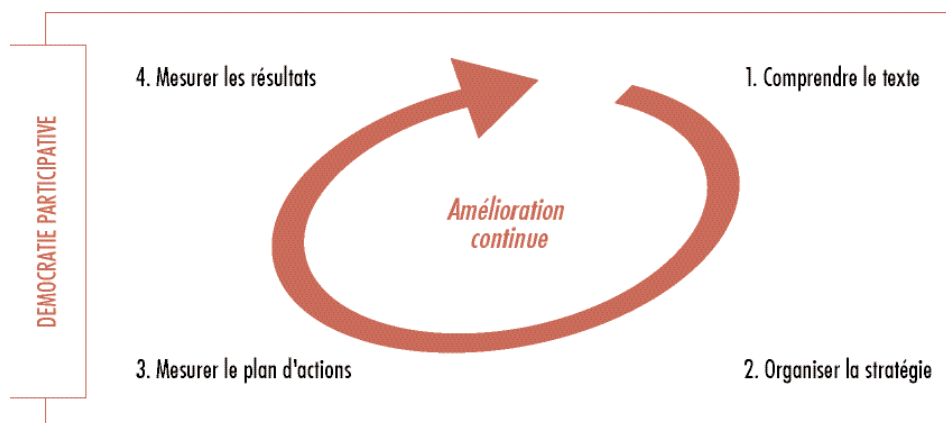 DEMOCRATIE PARTICIPATIVE
4. Mesurer les résultats
1. Comprendre le texte
Amélioration
continue
3. Mesurer le plan d'actions
2. Organiser la stratégie